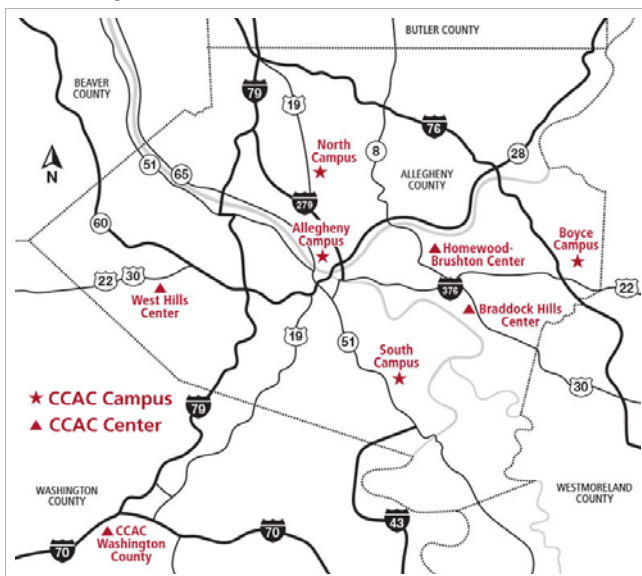 BUTLER COUNTY
BEAVER
COUNTY
79
19
76
North
Campus
8
28
51
65
ALLEGHENY
COUNTY
N
279
60
Allegheny
Campus
Boyce
Campus
Homewood-
Brushton Center
22
30
West Hills
Center
376
22
Braddock Hills
Center
19
51
South
Campus
30
CCAC Campus
79
CCAC Center
WASHINGTON
COUNTY
WESTMORELAND
COUNTY
43
70
CCAC
Washington
County
70